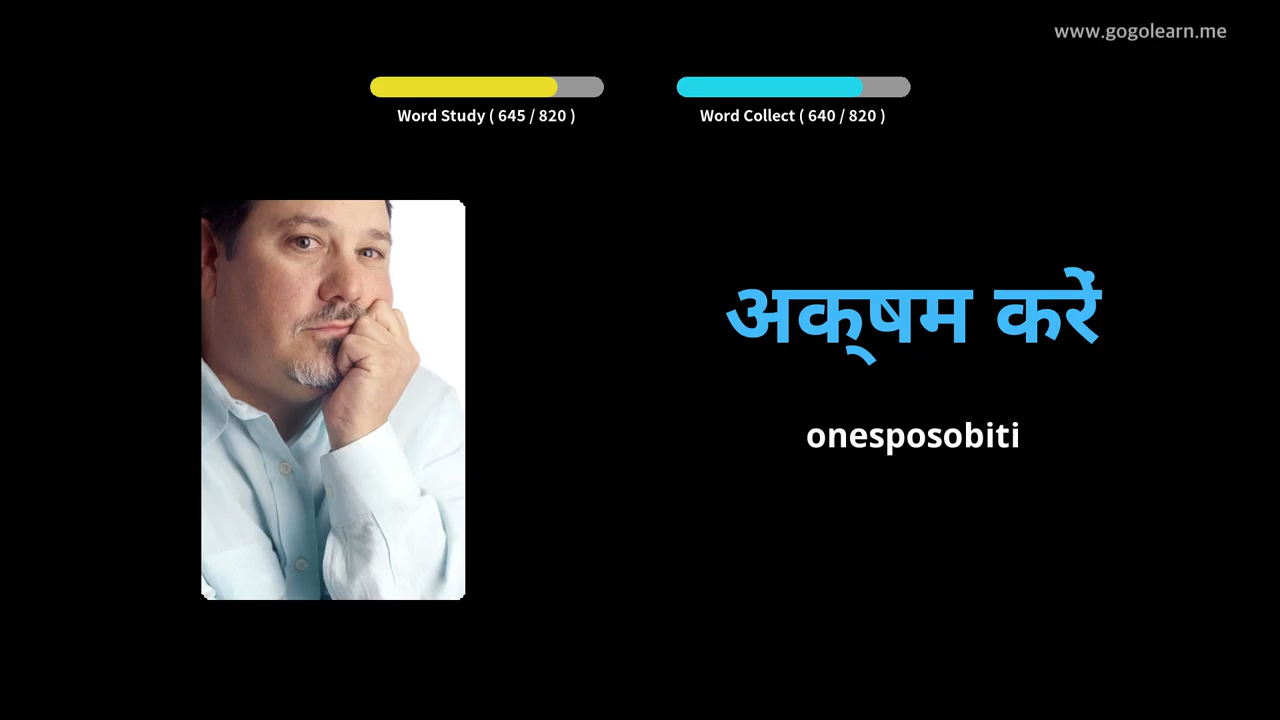 www.gogolearn.me
Word Study ( 645 / 820 )
Word Collect ( 640 / 820 )
अक्‌षम करें
onesposobiti